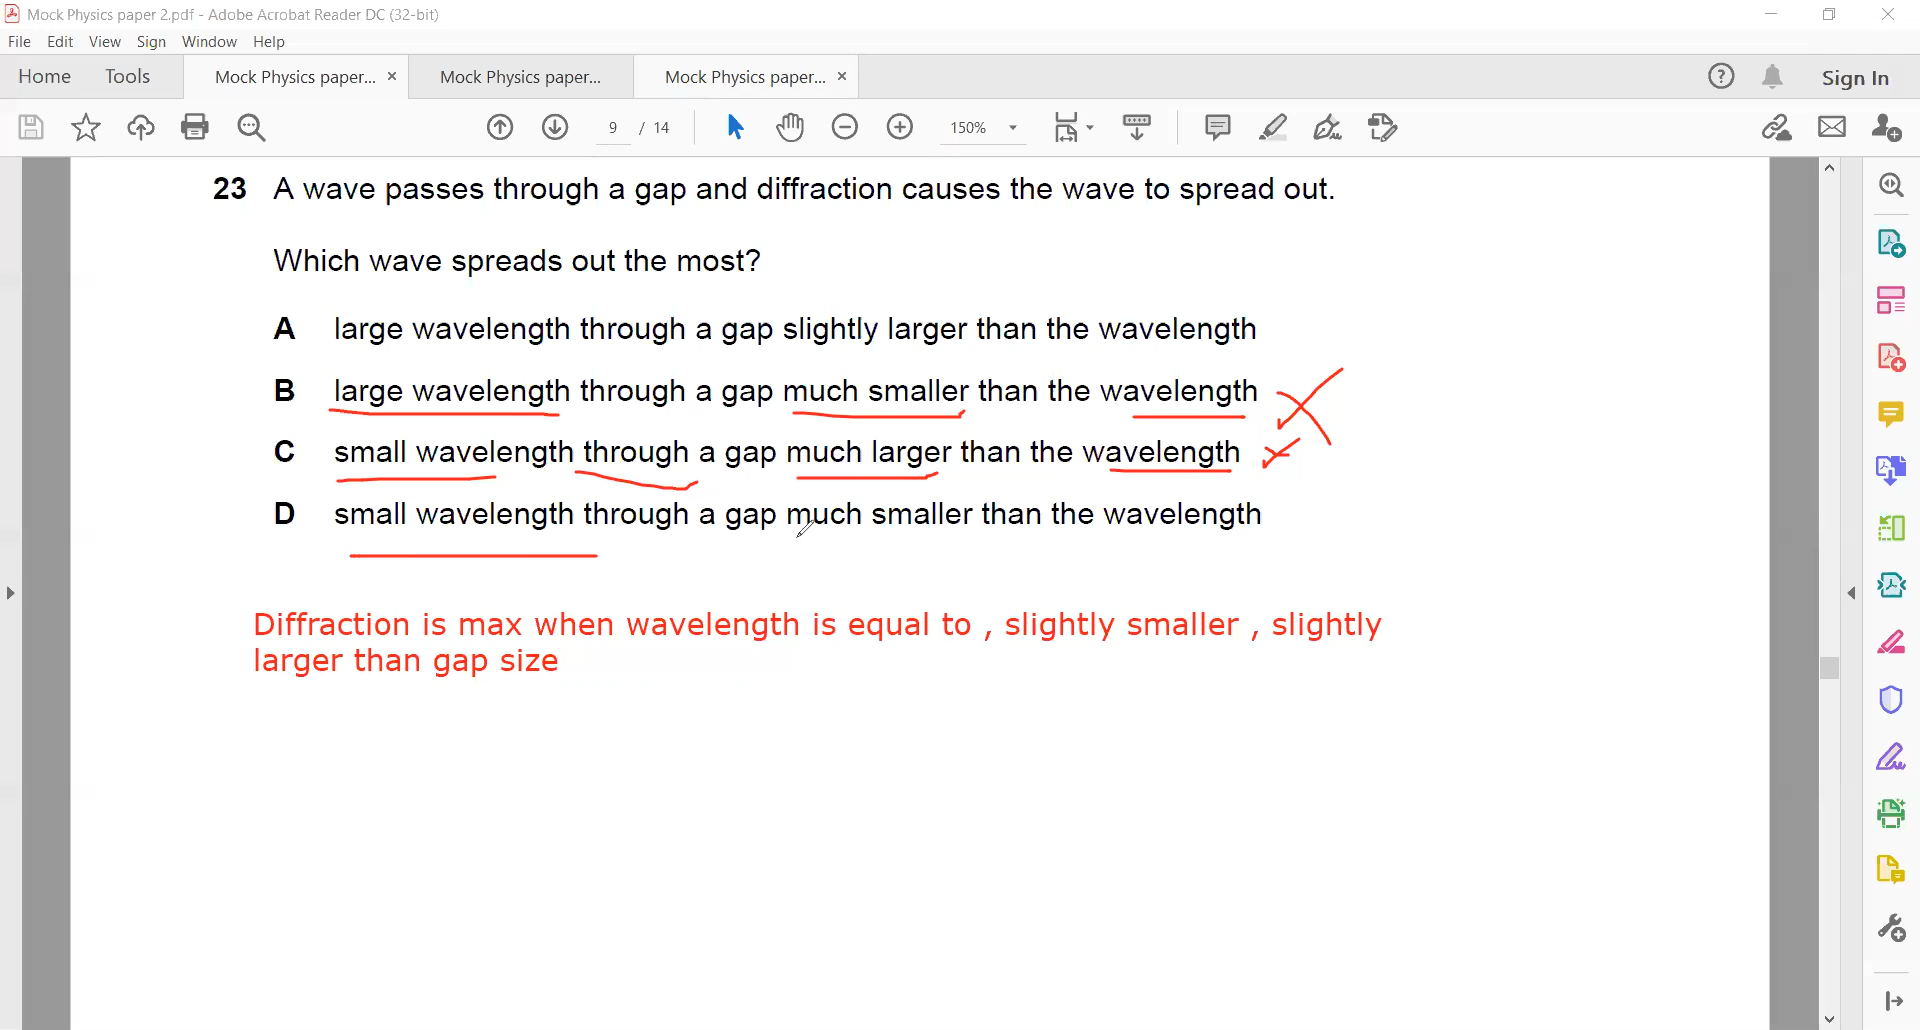 Mock Physics paper 2.pdf - Adobe Acrobat Reader DC (32-bit)
File Edit View Sign Window Help
Home Tools Mock Physics paper... × Mock Physics paper... Mock Physics paper... × Sign In
9 / 14 150%
23 A wave passes through a gap and diffraction causes the wave to spread out.
Which wave spreads out the most?
A large wavelength through a gap slightly larger than the wavelength
B large wavelength through a gap much smaller than the wavelength
C small wavelength through a gap much larger than the wavelength
D small wavelength through a gap much smaller than the wavelength
Diffraction is max when wavelength is equal to , slightly smaller , slightly
larger than gap size